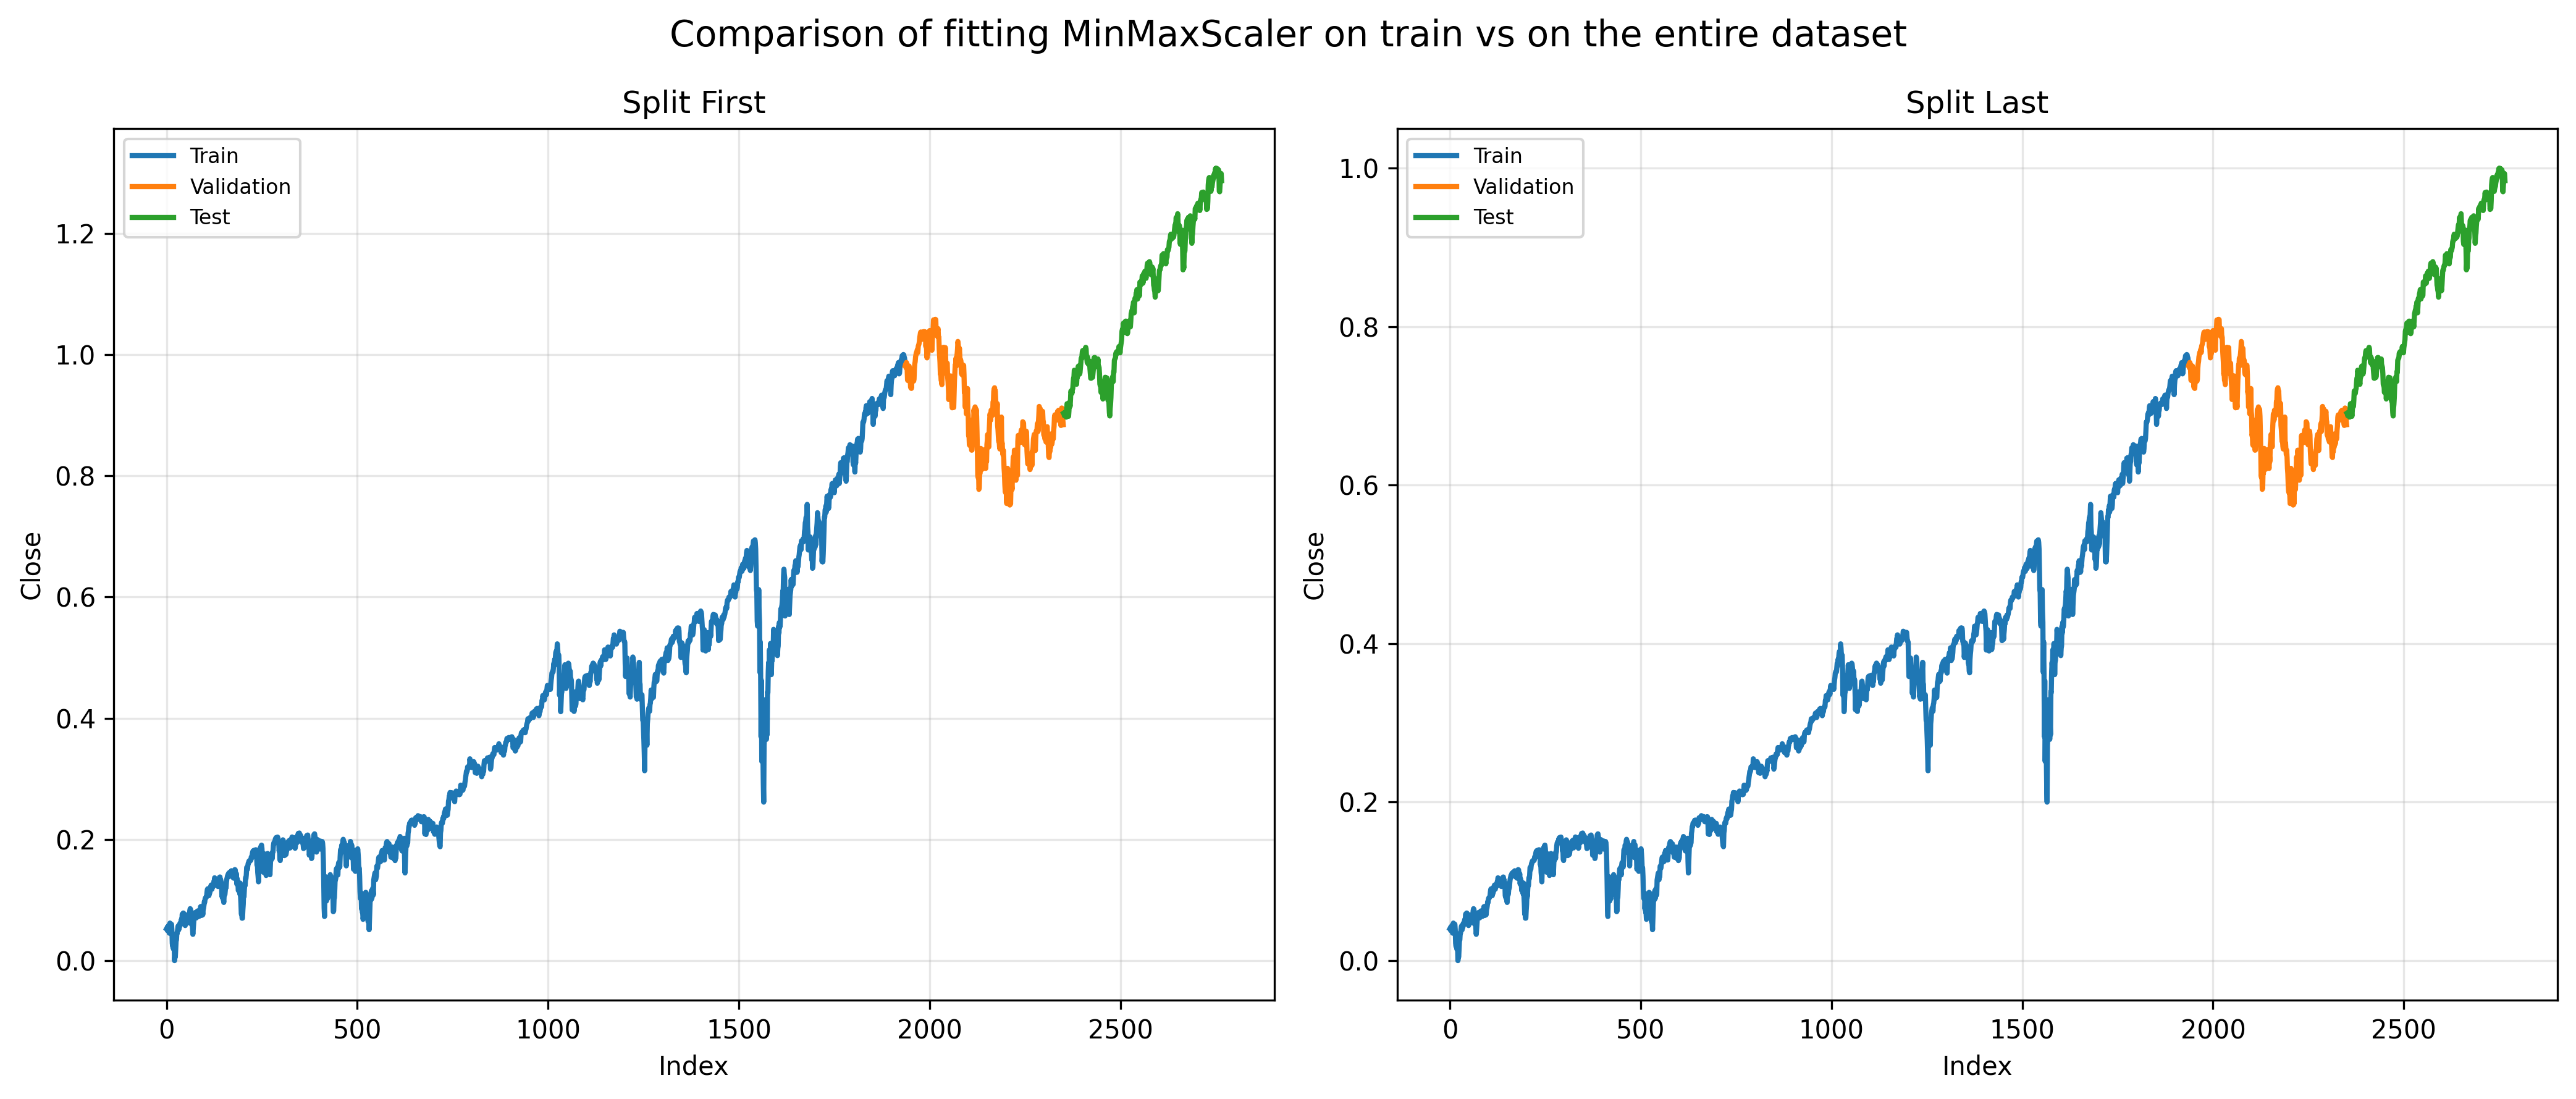 Comparison of fitting MinMaxScaler on train vs on the entire dataset
Split First
Train
Validation
Test
1.2
1.0
0.8
0.6
0.4
0.2
0.0
Close
0
500
1000
1500
2000
2500
Index
Split Last
Train
Validation
Test
1.0
0.8
0.6
0.4
0.2
0.0
Close
0
500
1000
1500
2000
2500
Index